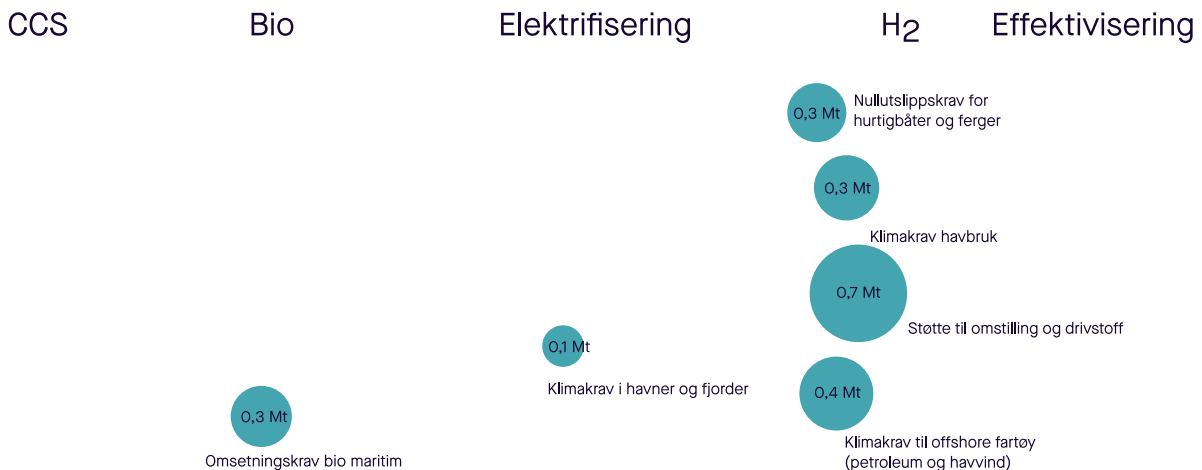 CCS
Bio
Elektrifisering
H2
Effektivisering
0,3 Mt
Nullutslippskrav for
hurtigbåter og ferger
0,3 Mt
Klimakrav havbruk
0,7 Mt
Støtte til omstilling og drivstoff
0,1 Mt
Klimakrav i havner og fjorder
0,4 Mt
Klimakrav til offshore fartøy
(petroleum og havvind)
0,3 Mt
Omsetningskrav bio maritim